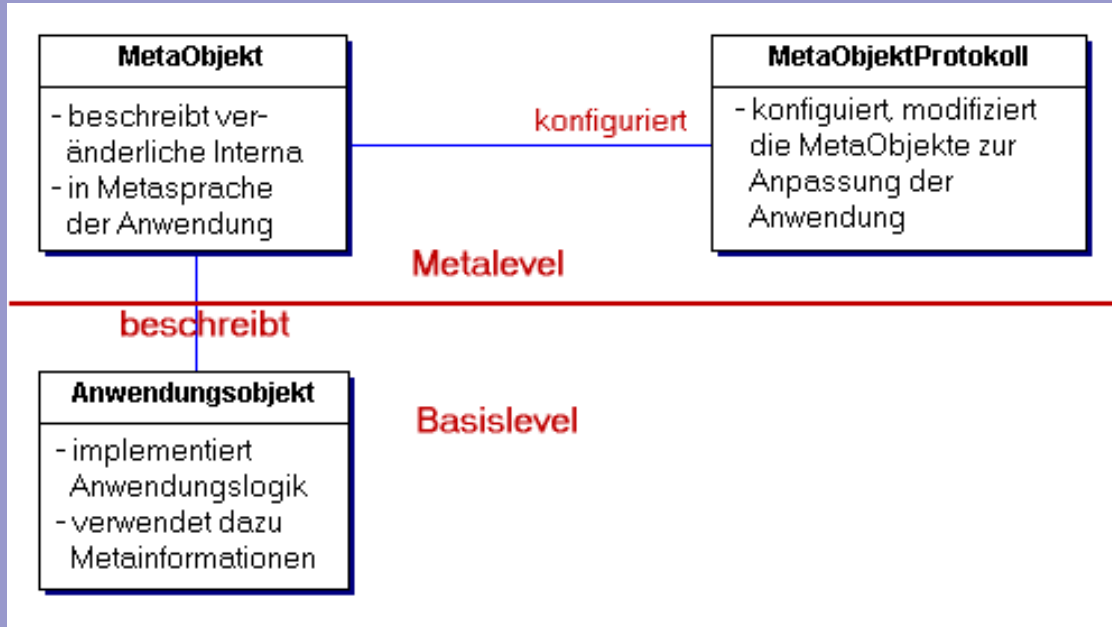 MetaObjekt
- beschreibt ver-
änderliche Interna
- in Metasprache
der Anwendung
konfiguriert
MetaObjektProtokoll
- konfiguiert, modifiziert
die MetaObjekte zur
Anpassung der
Anwendung
Metalevel
beschreibt
Anwendungsobjekt
- implementiert
Anwendungslogik
- verwendet dazu
Metainformationen
Basislevel